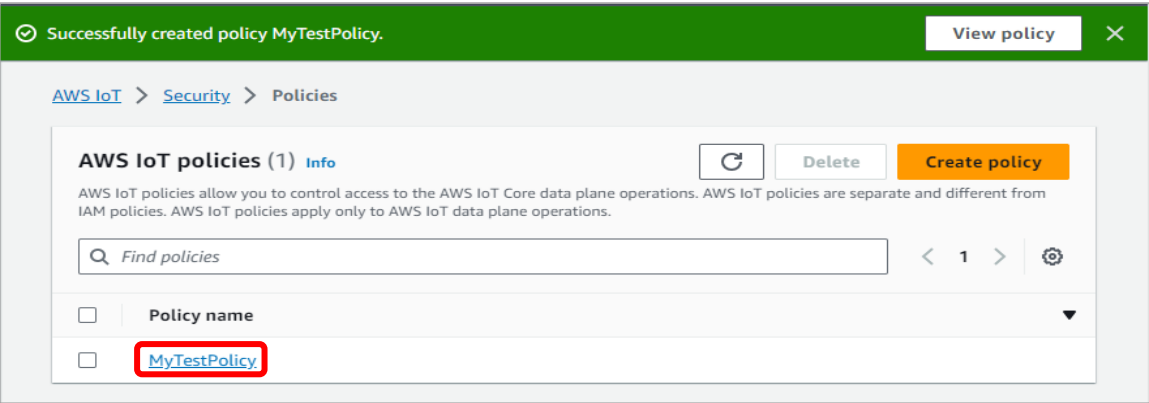 Successfully created policy MyTestPolicy.
View policy
AWS IoT > Security > Policies
AWS IoT policies (1) Info
Delete
Create policy
AWS IoT policies allow you to control access to the AWS IoT Core data plane operations. AWS IoT policies are separate and different from
IAM policies. AWS IoT policies apply only to AWS IoT data plane operations.
Find policies
< 1 >
Policy name
MyTestPolicy